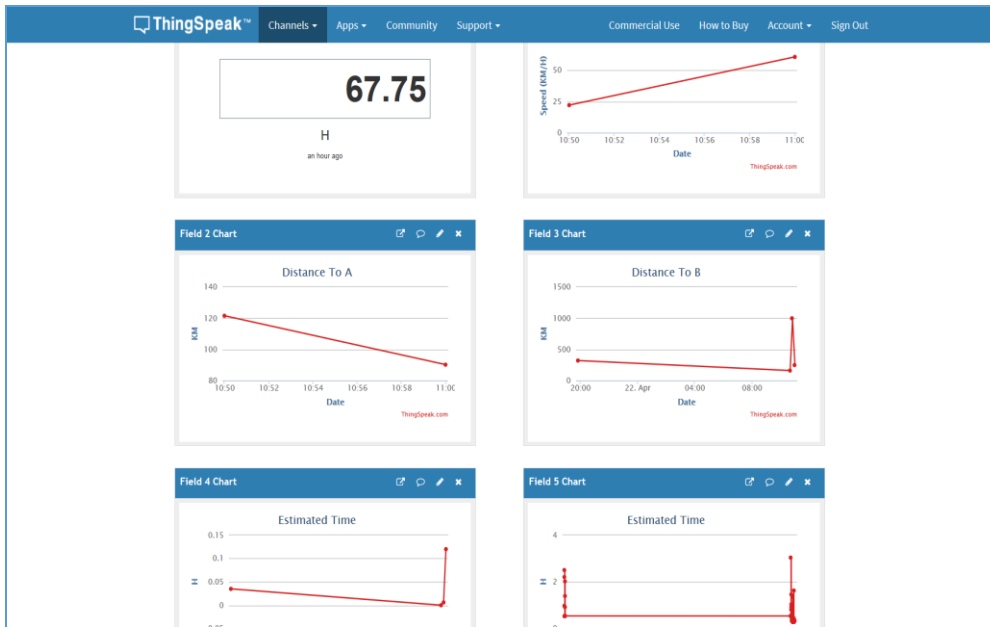 ThingSpeak™ Channels Apps Community Support Commercial Use How to Buy Account Sign Out
67.75
H
an hour ago
Speed (KM/H)
50
25
0
10:50 10:52 10:54 10:56 10:58 11:0C
Date
ThingSpeak.com
Field 2 Chart
Distance To A
KM
140
120
100
80
10:50 10:52 10:54 10:56 10:58 11:0C
Date
ThingSpeak.com
Field 3 Chart
Distance To B
KM
1500
1000
500
0
20:00 22. Apr 04:00 08:00
Date
ThingSpeak.com
Field 4 Chart
Estimated Time
H
0.15
0.1
0.05
0
Field 5 Chart
Estimated Time
H
4
2